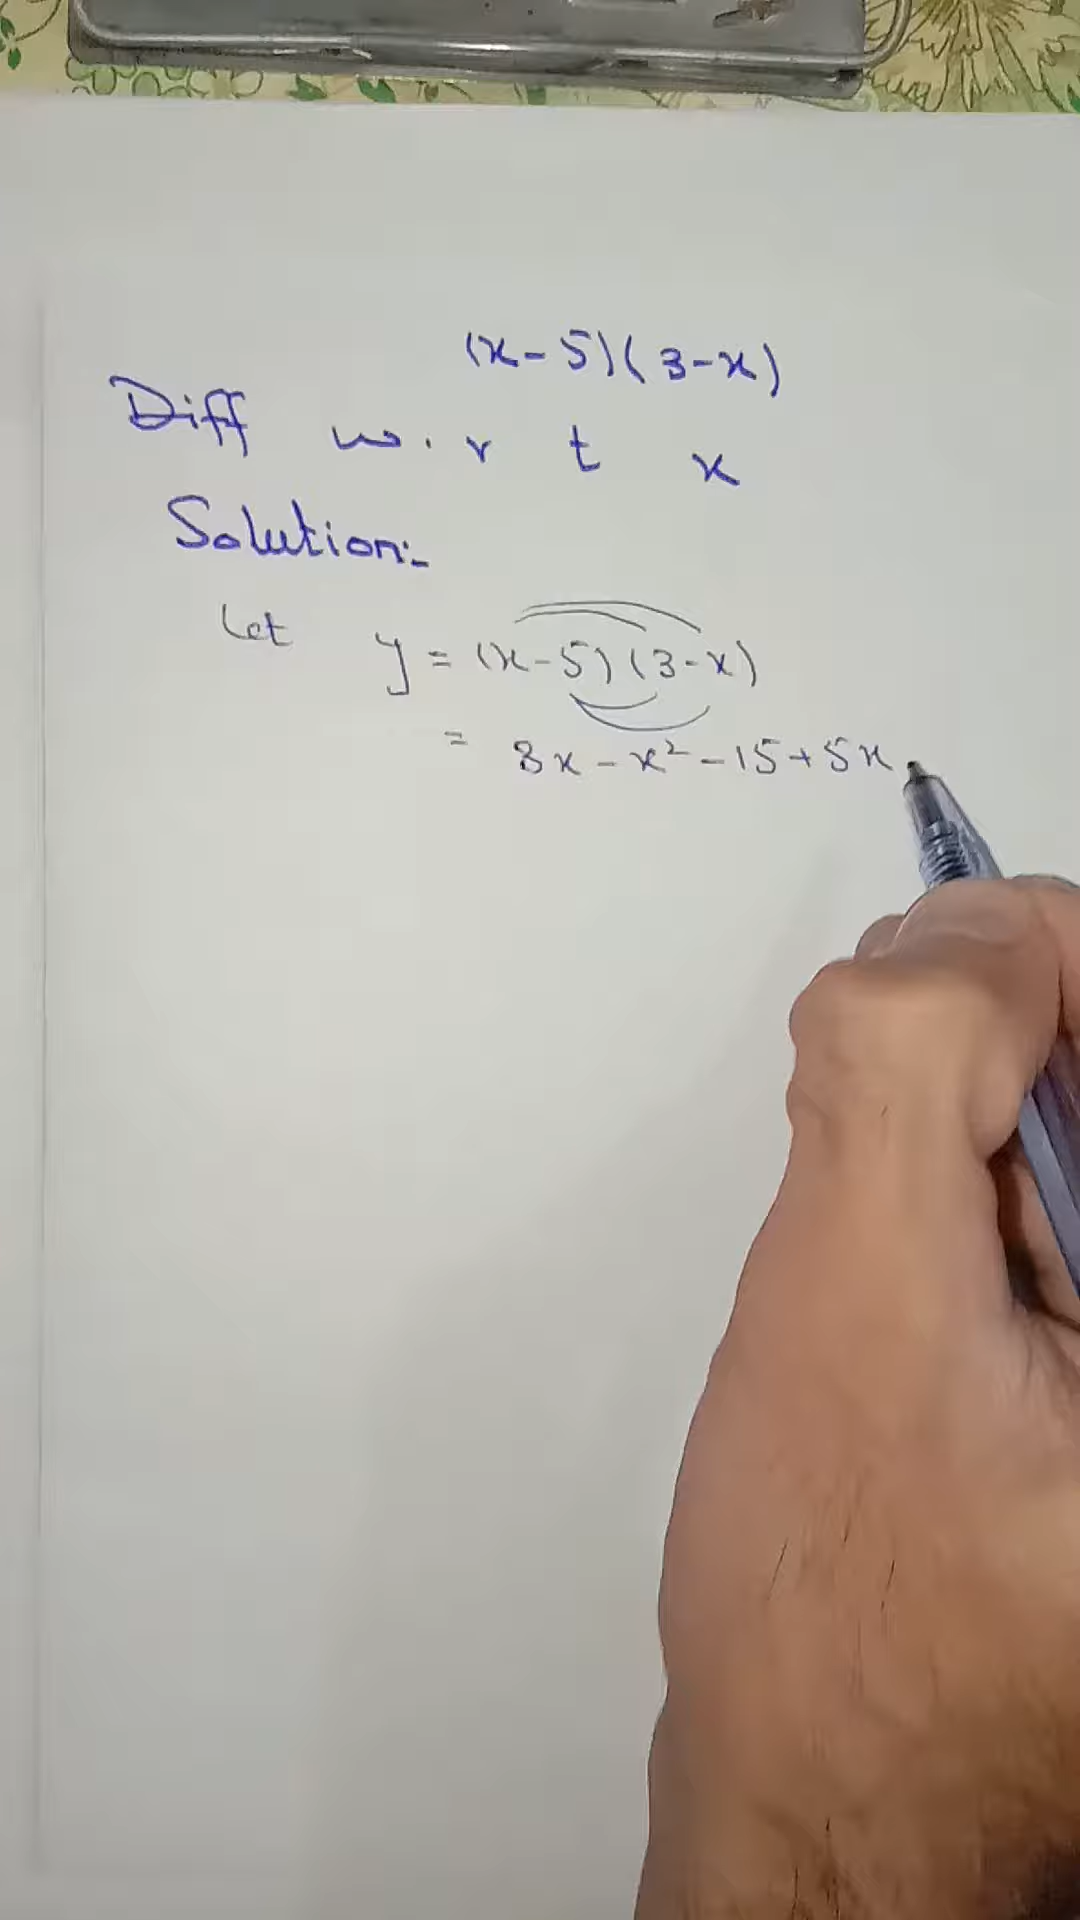 (x-5)(3-x)
Diff w.r t x
Solution:-
Let y = (x-5)(3-x)
= 3x - x² - 15 + 5x